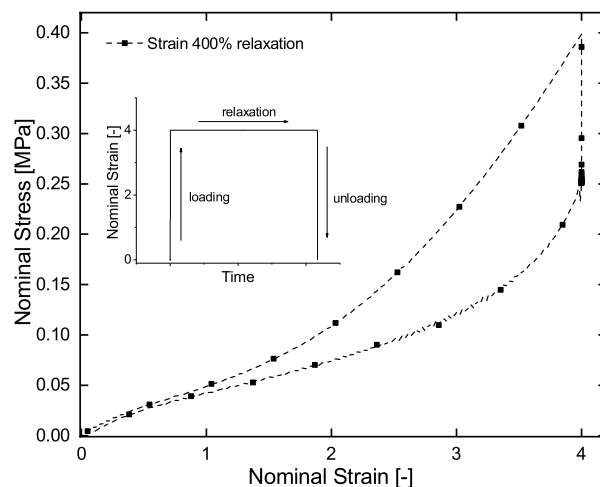 0.40
Strain 400% relaxation
0.35
relaxation
0.30
4
Nominal Strain [-]
0.25
loading
unloading
2
0.20
0
Time
0.15
0.10
0.05
0.00
Nominal Stress [MPa]
0 1 2 3 4
Nominal Strain [-]